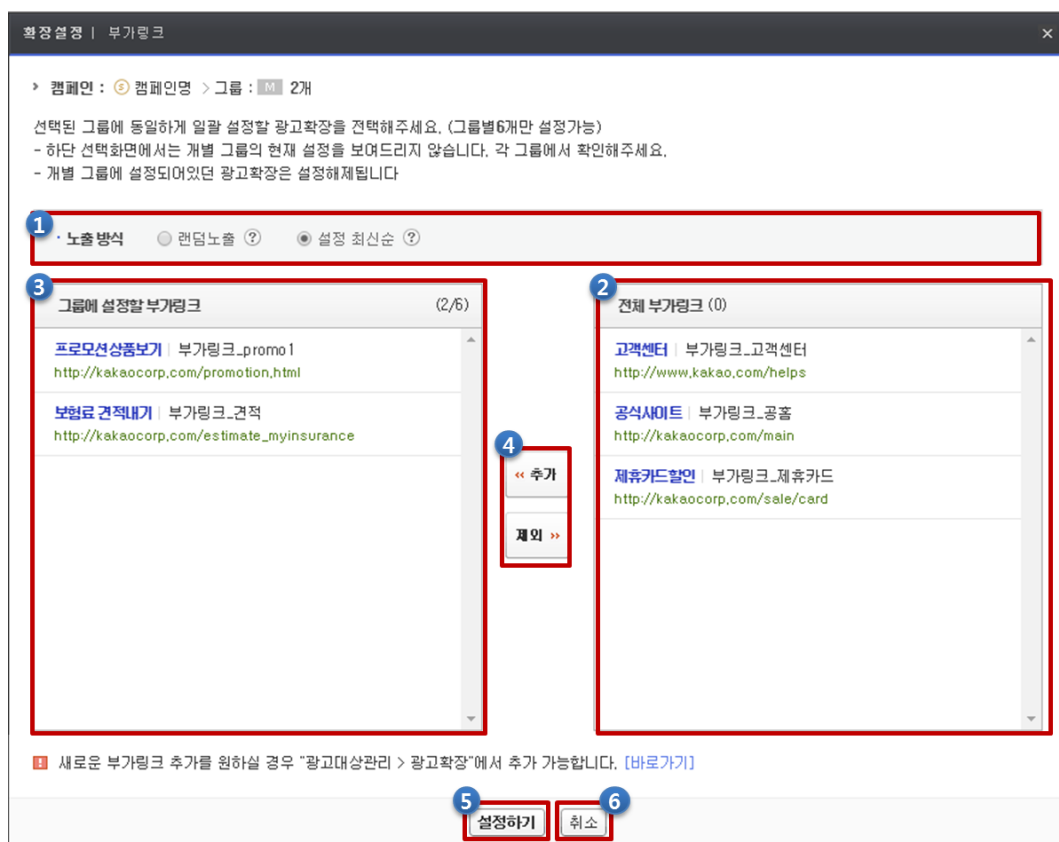 확장설정 | 부가링크 ×
캠페인 : ⓢ 캠페인명 > 그룹 : M 2개
선택된 그룹에 동일하게 일괄 설정할 광고확장을 전택해주세요. (그룹별6개만 설정가능)
- 하단 선택화면에서는 개별 그룹의 현재 설정을 보여드리지 않습니다. 각 그룹에서 확인해주세요.
- 개별 그룹에 설정되어있던 광고확장은 설정해제됩니다
1
· 노출 방식 랜덤노출 ? 설정 최신순 ?
3
그룹에 설정할 부가링크 (2/6)
프로모션상품보기 | 부가링크_promo1
http://kakaocorp.com/promotion.html
보험료 견적내기 | 부가링크_견적
http://kakaocorp.com/estimate_myinsurance
4
‹‹ 추가
제외 ››
2
전체 부가링크 (0)
고객센터 | 부가링크_고객센터
http://www.kakao.com/helps
공식사이트 | 부가링크_공홈
http://kakaocorp.com/main
제휴카드할인 | 부가링크_제휴카드
http://kakaocorp.com/sale/card
! 새로운 부가링크 추가를 원하실 경우 "광고대상관리 > 광고확장"에서 추가 가능합니다. [바로가기]
5
설정하기
6
취소